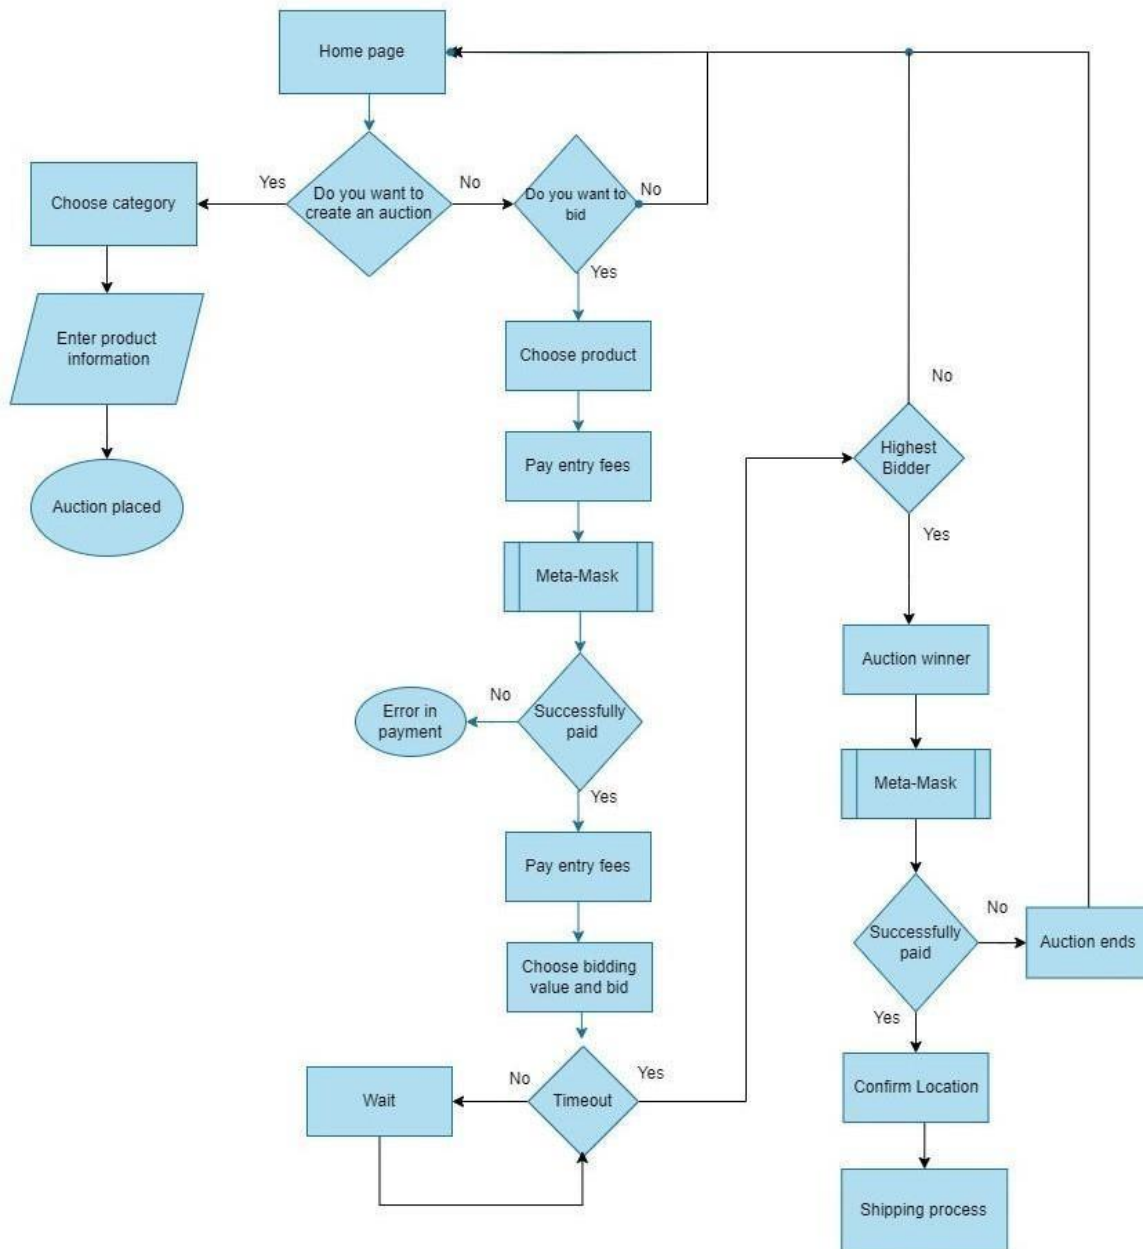 Home page
Yes
Do you want to
create an auction
No
Do you want to
bid
No
Choose category
Yes
Enter product
information
Choose product
No
Pay entry fees
Highest
Bidder
Auction placed
Yes
Meta-Mask
Auction winner
No
Error in
payment
Successfully
paid
Yes
Meta-Mask
Pay entry fees
Successfully
paid
No
Auction ends
Choose bidding
value and bid
Yes
No
Yes
Wait
Timeout
Confirm Location
Shipping process